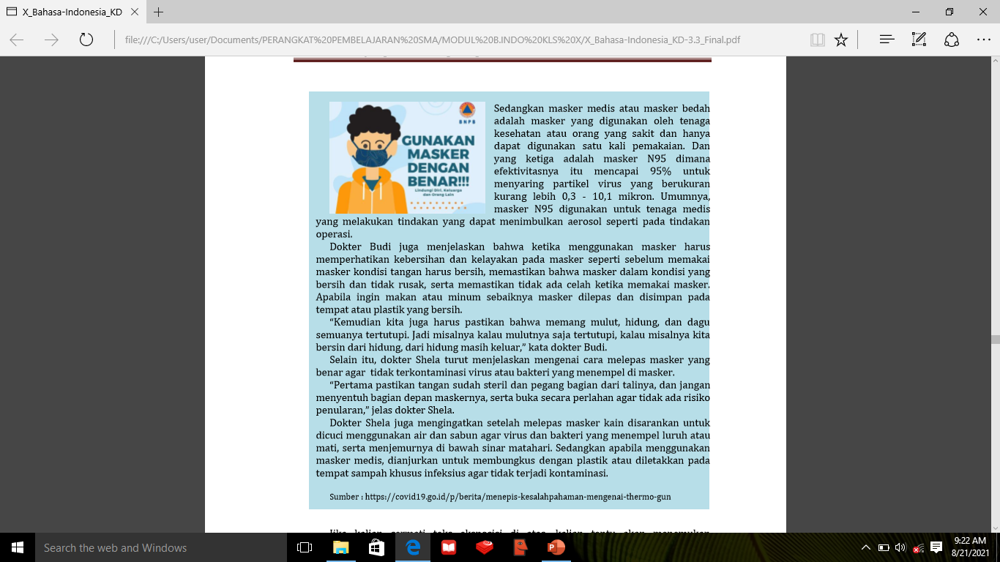 X_Bahasa-Indonesia_KD
file:///C:/Users/user/Documents/PERANGKAT%20PEMBELAJARAN%20SMA/MODUL%20B.INDO%20KLS%20X/X_Bahasa-Indonesia_KD-3.3_Final.pdf
BNPB
GUNAKAN
MASKER
DENGAN
BENAR!!!
Lindungi Diri, Keluarga
dan Orang Lain
Sedangkan masker medis atau masker bedah
adalah masker yang digunakan oleh tenaga
kesehatan atau orang yang sakit dan hanya
dapat digunakan satu kali pemakaian. Dan
yang ketiga adalah masker N95 dimana
efektivitasnya itu mencapai 95% untuk
menyaring partikel virus yang berukuran
kurang lebih 0,3 - 10,1 mikron. Umumnya,
masker N95 digunakan untuk tenaga medis
yang melakukan tindakan yang dapat menimbulkan aerosol seperti pada tindakan
operasi.
Dokter Budi juga menjelaskan bahwa ketika menggunakan masker harus
memperhatikan kebersihan dan kelayakan pada masker seperti sebelum memakai
masker kondisi tangan harus bersih, memastikan bahwa masker dalam kondisi yang
bersih dan tidak rusak, serta memastikan tidak ada celah ketika memakai masker.
Apabila ingin makan atau minum sebaiknya masker dilepas dan disimpan pada
tempat atau plastik yang bersih.
“Kemudian kita juga harus pastikan bahwa memang mulut, hidung, dan dagu
semuanya tertutupi. Jadi misalnya kalau mulutnya saja tertutupi, kalau misalnya kita
bersin dari hidung, dari hidung masih keluar,” kata dokter Budi.
Selain itu, dokter Shela turut menjelaskan mengenai cara melepas masker yang
benar agar  tidak terkontaminasi virus atau bakteri yang menempel di masker.
“Pertama pastikan tangan sudah steril dan pegang bagian dari talinya, dan jangan
menyentuh bagian depan maskernya, serta buka secara perlahan agar tidak ada risiko
penularan,” jelas dokter Shela.
Dokter Shela juga mengingatkan setelah melepas masker kain disarankan untuk
dicuci menggunakan air dan sabun agar virus dan bakteri yang menempel luruh atau
mati, serta menjemurnya di bawah sinar matahari. Sedangkan apabila menggunakan
masker medis, dianjurkan untuk membungkus dengan plastik atau diletakkan pada
tempat sampah khusus infeksius agar tidak terjadi kontaminasi.
Sumber : https://covid19.go.id/p/berita/menepis-kesalahpahaman-mengenai-thermo-gun
Jika kalian cermati teks eksposisi di atas, kalian tentu akan menemukan
Search the web and Windows
9:22 AM
8/21/2021